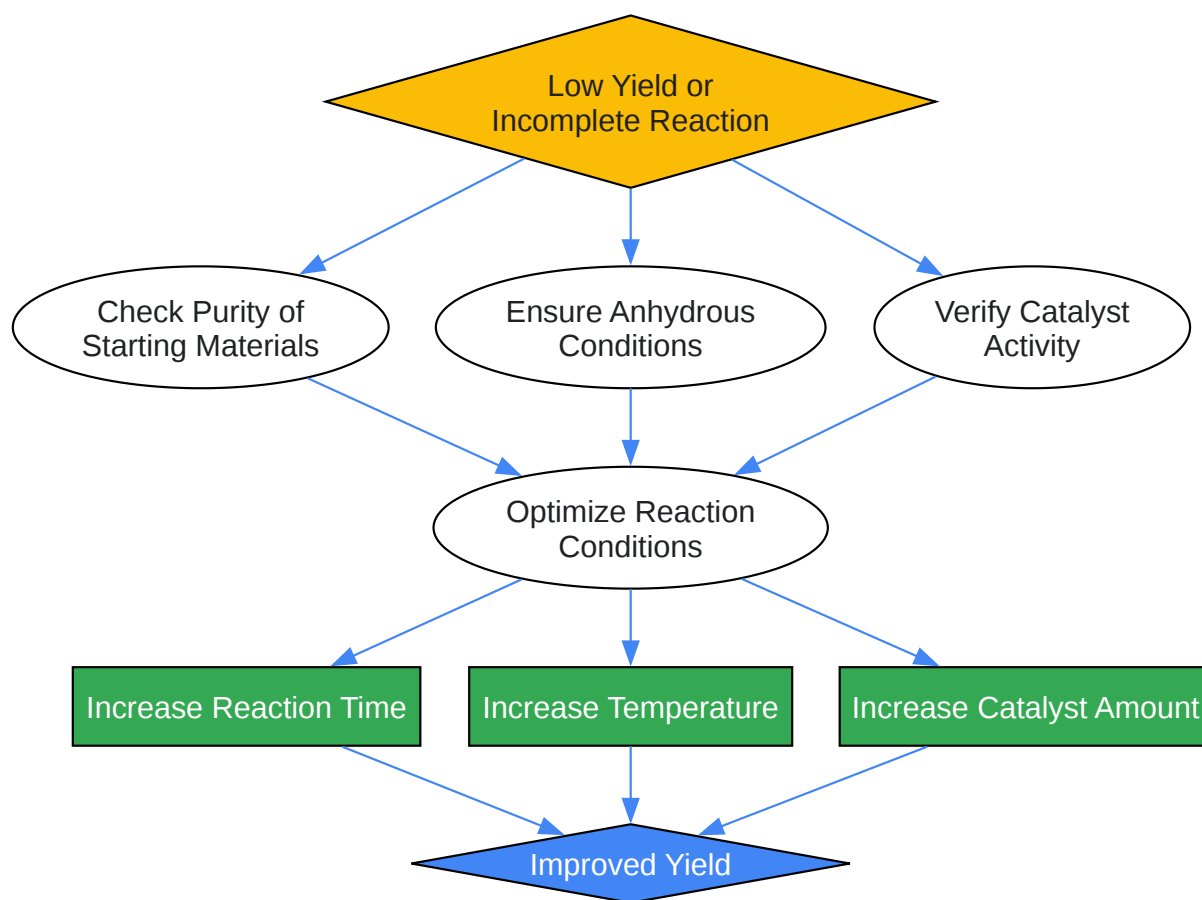 Low Yield or
Incomplete Reaction
Check Purity of
Starting Materials
Ensure Anhydrous
Conditions
Verify Catalyst
Activity
Optimize Reaction
Conditions
Increase Reaction Time
Increase Temperature
Increase Catalyst Amount
Improved Yield